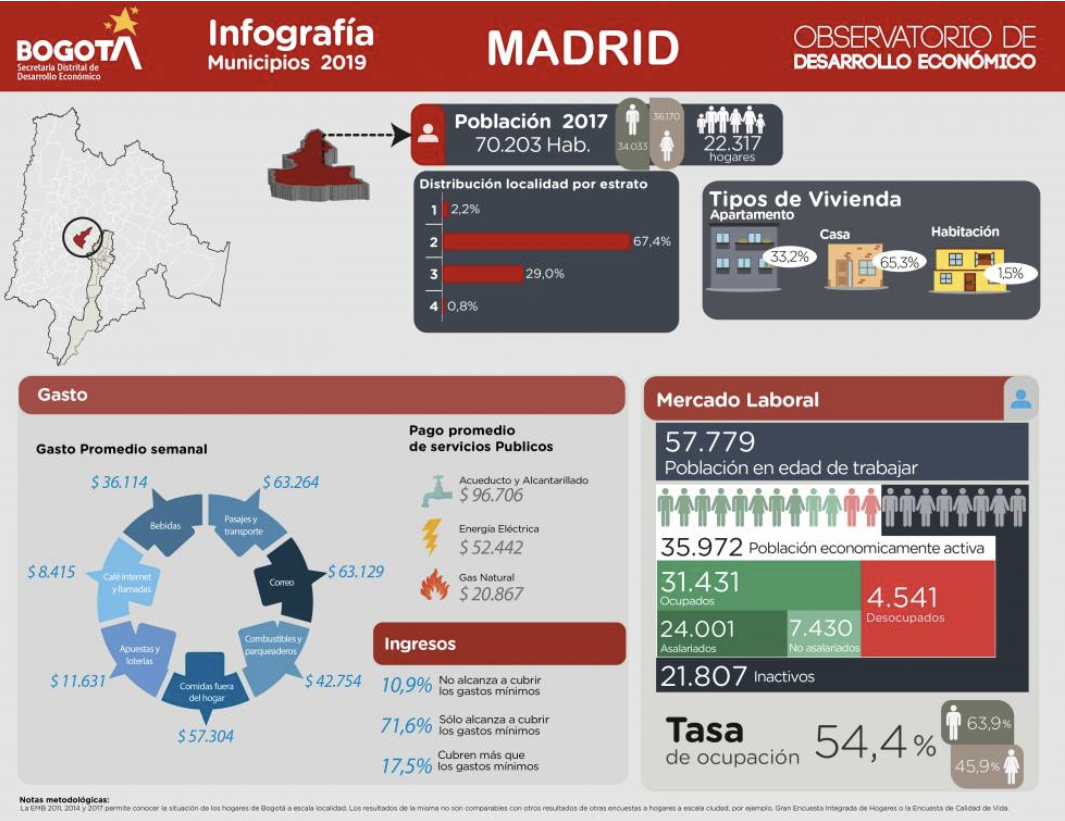 BOGOTÁ
Secretaría Distrital de
Desarrollo Económico
Infografía
Municipios 2019
MADRID
OBSERVATORIO DE
DESARROLLO ECONÓMICO
Población 2017
70.203 Hab.
34.033
36.170
22.317
hogares
Distribución localidad por estrato
1 2,2%
2 67,4%
3 29,0%
4 0,8%
Tipos de Vivienda
Apartamento
33,2%
Casa
65,3%
Habitación
1,5%
Gasto
Gasto Promedio semanal
$ 36.114
Bebidas
$ 63.264
Pasajes y
transporte
$ 8.415
Café internet
y llamadas
Correo
$ 63.129
Apuestas y
loterías
$ 11.631
Combustibles y
parqueaderos
$ 42.754
Comidas fuera
del hogar
$ 57.304
Pago promedio
de servicios Publicos
Acueducto y Alcantarillado
$ 96.706
Energía Eléctrica
$ 52.442
Gas Natural
$ 20.867
Ingresos
10,9% No alcanza a cubrir
los gastos mínimos
71,6% Sólo alcanza a cubrir
los gastos mínimos
17,5% Cubren más que
los gastos mínimos
Mercado Laboral
57.779
Población en edad de trabajar
35.972 Población economicamente activa
31.431
Ocupados
4.541
Desocupados
24.001
Asalariados
7.430
No asalariados
21.807 Inactivos
Tasa
de ocupación
54,4 %
63,9%
45,9%
Notas metodológicas:
La EMB 2011, 2014 y 2017 permite conocer la situación de los hogares de Bogotá a escala localidad. Los resultados de la misma no son comparables con otros resultados de otras encuestas a hogares a escala ciudad, por ejemplo, Gran Encuesta Integrada de Hogares o la Encuesta de Calidad de Vida.